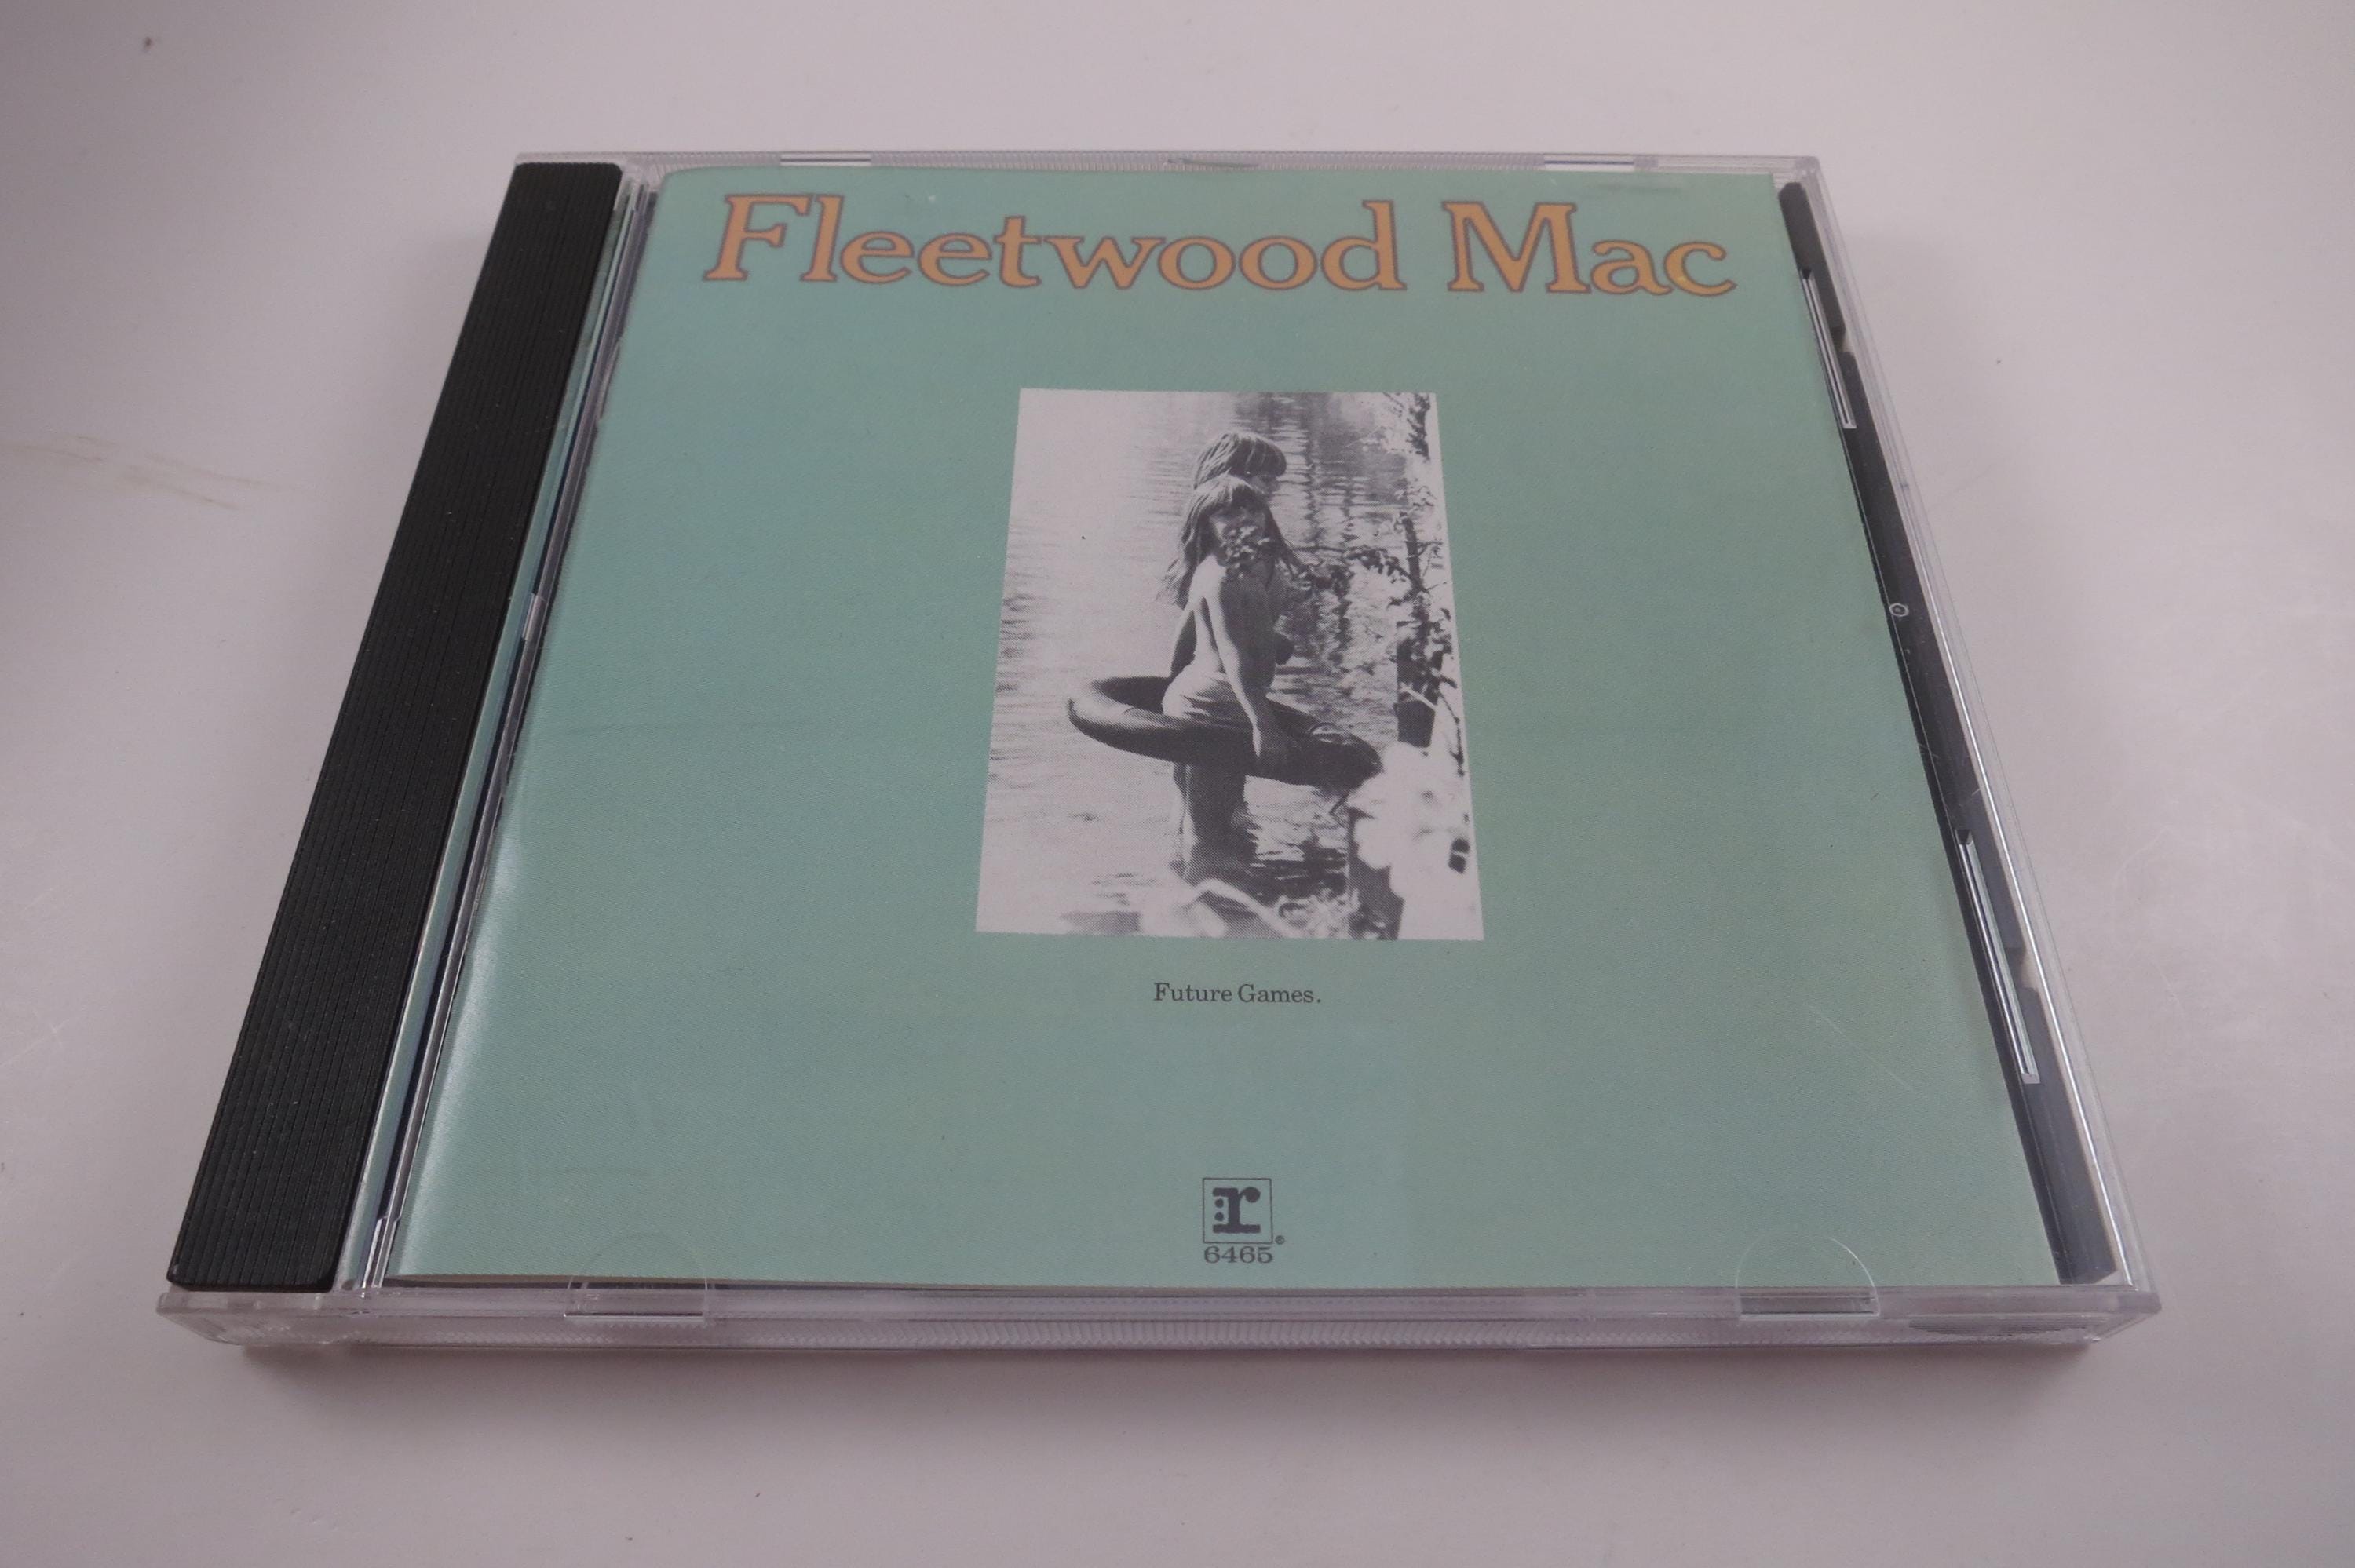 Fleetwood Mac
Future Games.
r
®
6465